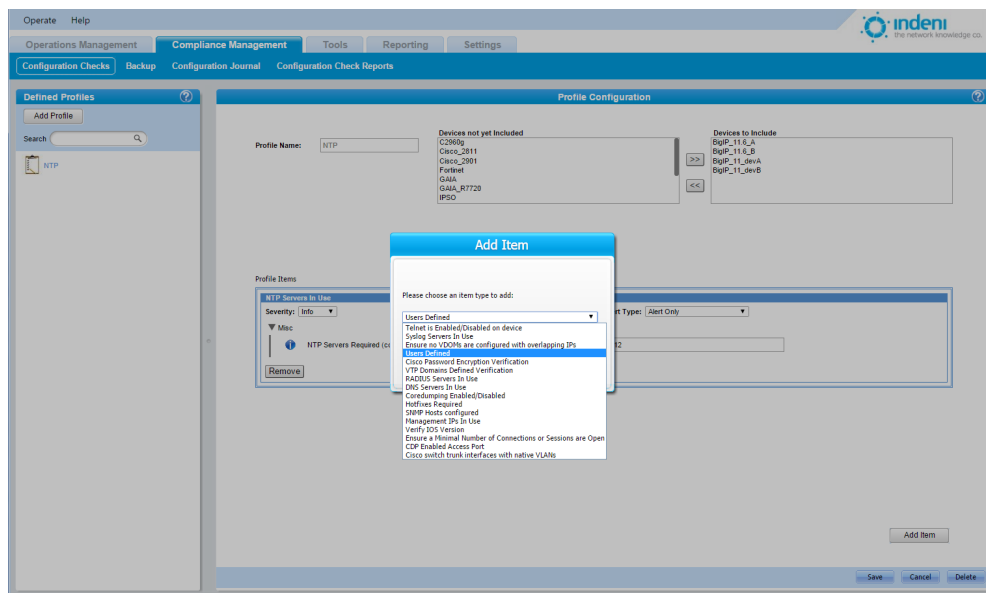 Operate Help
indeni
the network knowledge co.
Operations Management Compliance Management Tools Reporting Settings
Configuration Checks Backup Configuration Journal Configuration Check Reports
Defined Profiles ?
Add Profile
Search
NTP
Profile Configuration ?
Profile Name: NTP
Devices not yet Included
C2960g
Cisco_2811
Cisco_2901
Fortinet
GAIA
GAIA_R7720
IPSO
>>
<<
Devices to Include
BigIP_11.6_A
BigIP_11.6_B
BigIP_11_devA
BigIP_11_devB
Profile Items
NTP Servers In Use
Severity: Info
rt Type: Alert Only
Misc
NTP Servers Required (co
12
Remove
Add Item
Please choose an item type to add:
Users Defined
Telnet is Enabled/Disabled on device
Syslog Servers In Use
Ensure no VDOMs are configured with overlapping IPs
Users Defined
Cisco Password Encryption Verification
VTP Domains Defined Verification
RADIUS Servers In Use
DNS Servers In Use
Coredumping Enabled/Disabled
Hotfixes Required
SNMP Hosts configured
Management IPs In Use
Verify IOS Version
Ensure a Minimal Number of Connections or Sessions are Open
CDP Enabled Access Port
Cisco switch trunk interfaces with native VLANs
Add Item
Save Cancel Delete